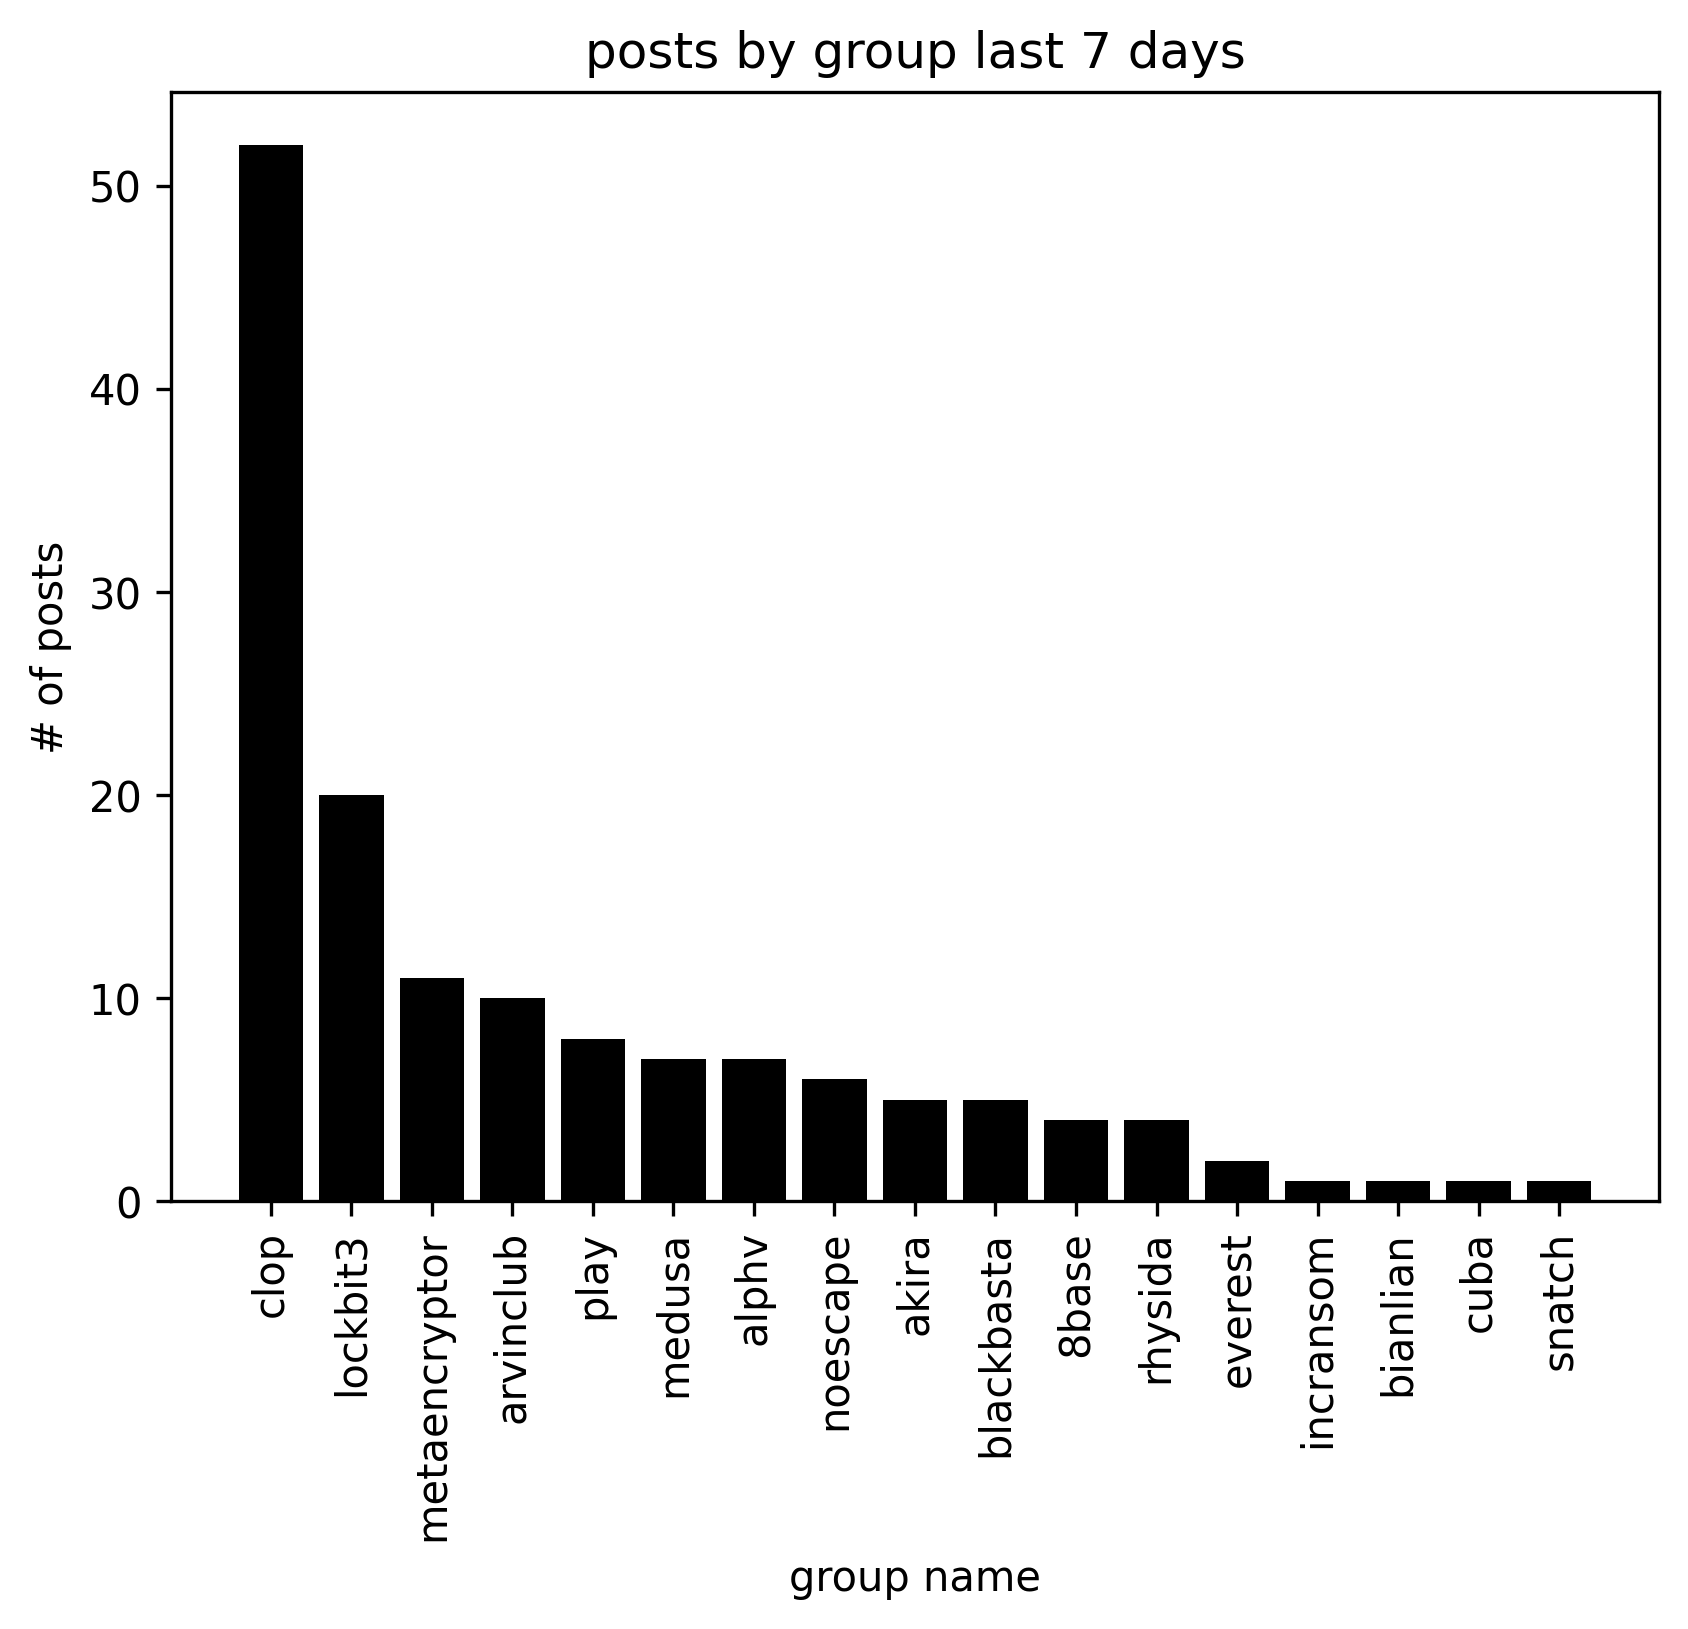 posts by group last 7 days
# of posts
50
40
30
20
10
0
clop
lockbit3
metaencryptor
arvinclub
play
medusa
alphv
noescape
akira
blackbasta
8base
rhysida
everest
incransom
bianlian
cuba
snatch
group name